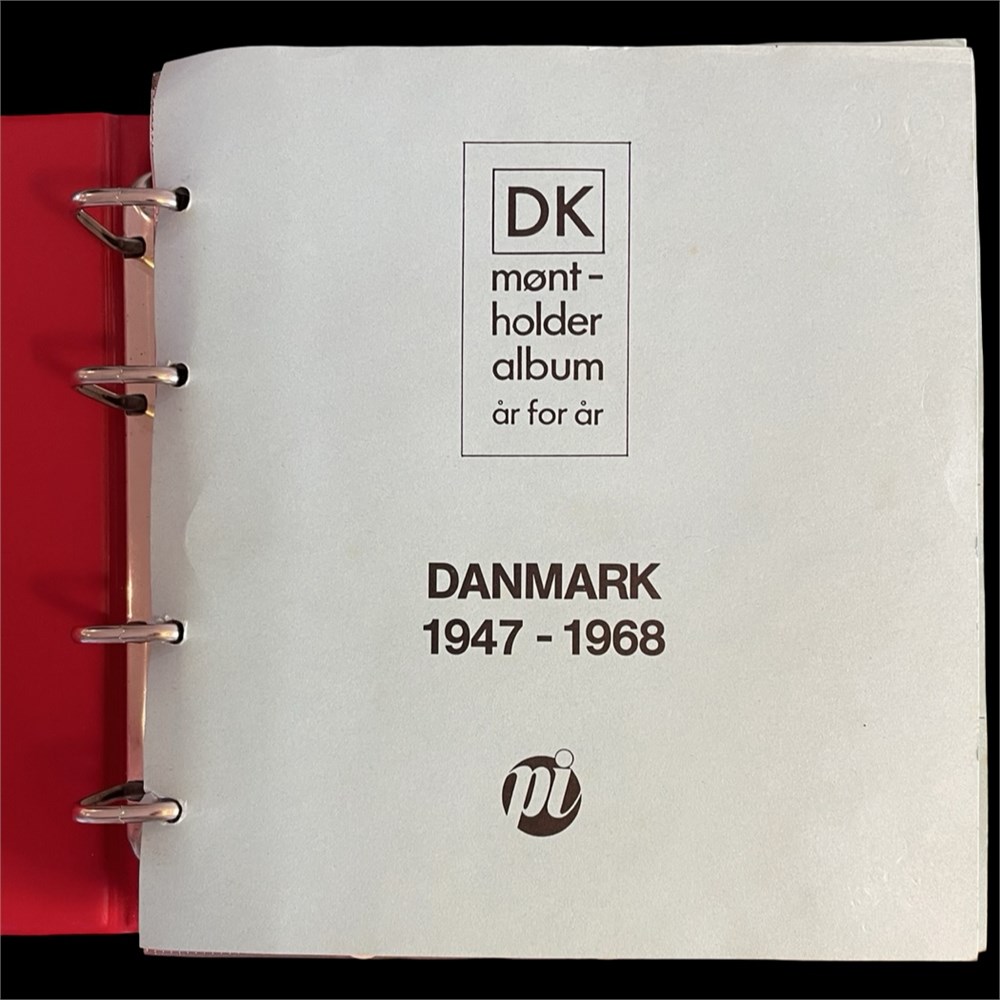 DK
mønt-
holder
album
år for år
DANMARK
1947 - 1968
pi